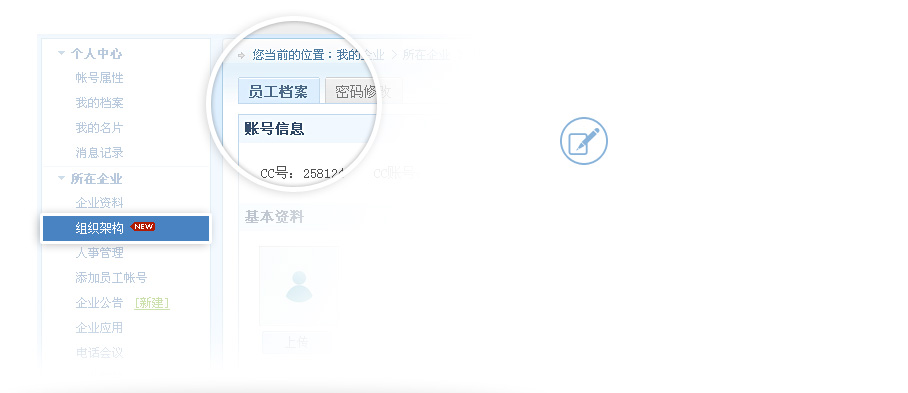 个人中心
帐号属性
我的档案
我的名片
消息记录
所在企业
企业资料
组织架构 NEW
人事管理
添加员工帐号
企业公告 [新建]
企业应用
电话会议
您当前的位置：我的企业 > 所在企业
员工档案 密码修改
账号信息
CC号：258124 CC账号
基本资料
上传